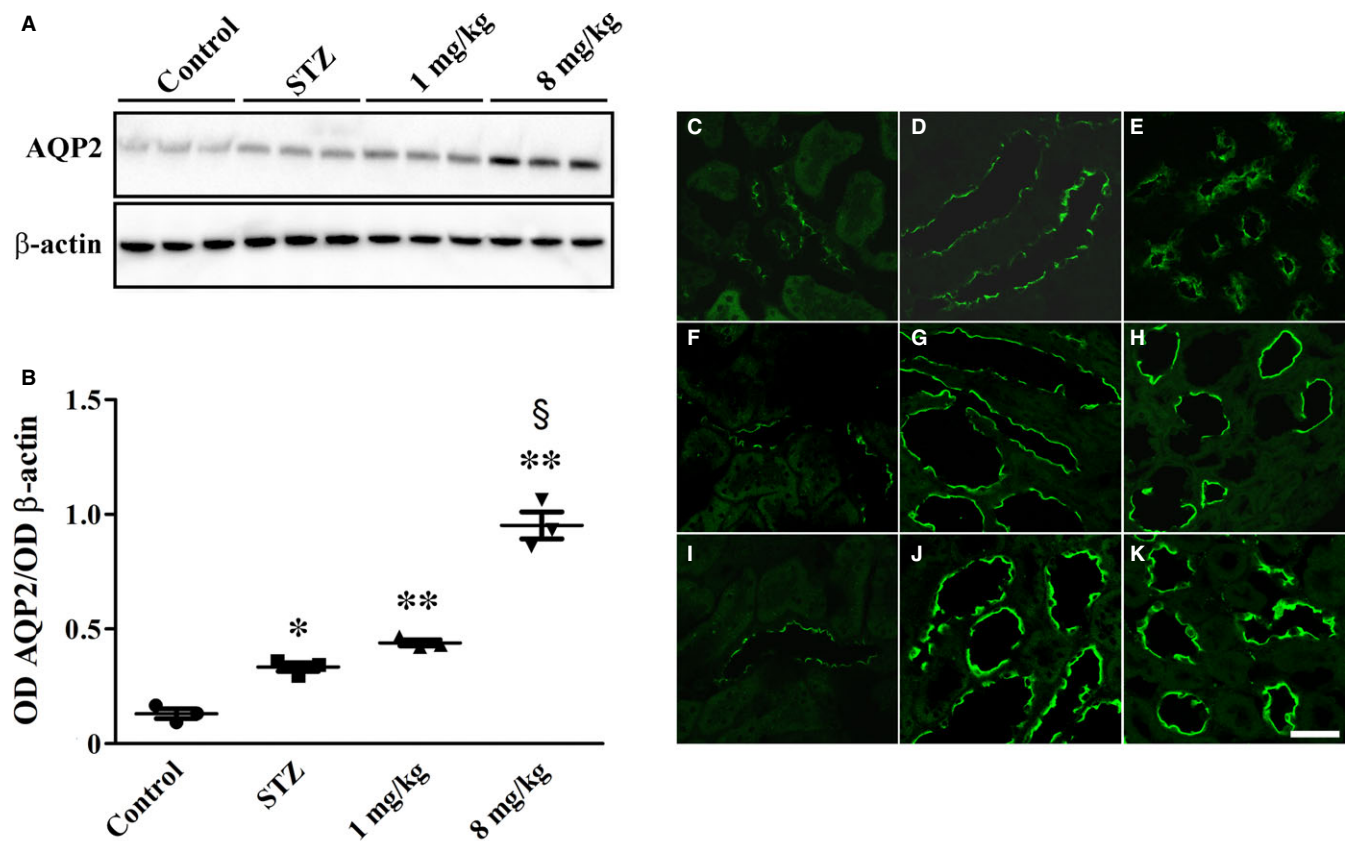 A
Control STZ 1 mg/kg 8 mg/kg
AQP2
β-actin
B
OD AQP2/OD β-actin
1.5
1.0
0.5
0
*
**
§
**
Control STZ 1 mg/kg 8 mg/kg
C D E
F G H
I J K